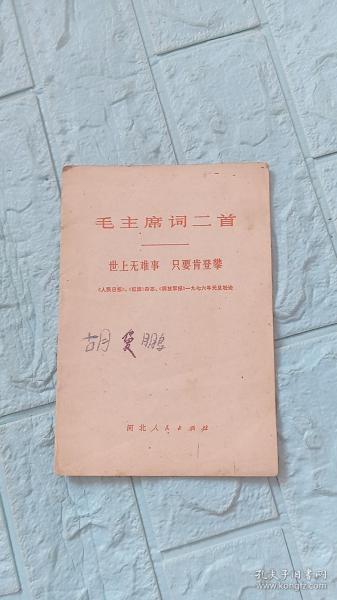 毛主席词二首
世上无难事 只要肯登攀
《人民日报》、《红旗》杂志、《解放军报》一九七六年元旦社论
胡爱鹏
河北人民出版社
孔夫子旧书网
kongfz.com